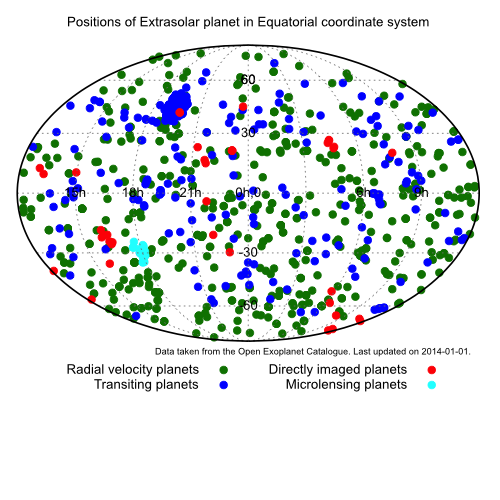 Positions of Extrasolar planet in Equatorial coordinate system
60
30
15h 18h 21h 0h 0 6h 9h
-30
-60
Data taken from the Open Exoplanet Catalogue. Last updated on 2014-01-01.
Radial velocity planets Directly imaged planets
Transiting planets Microlensing planets